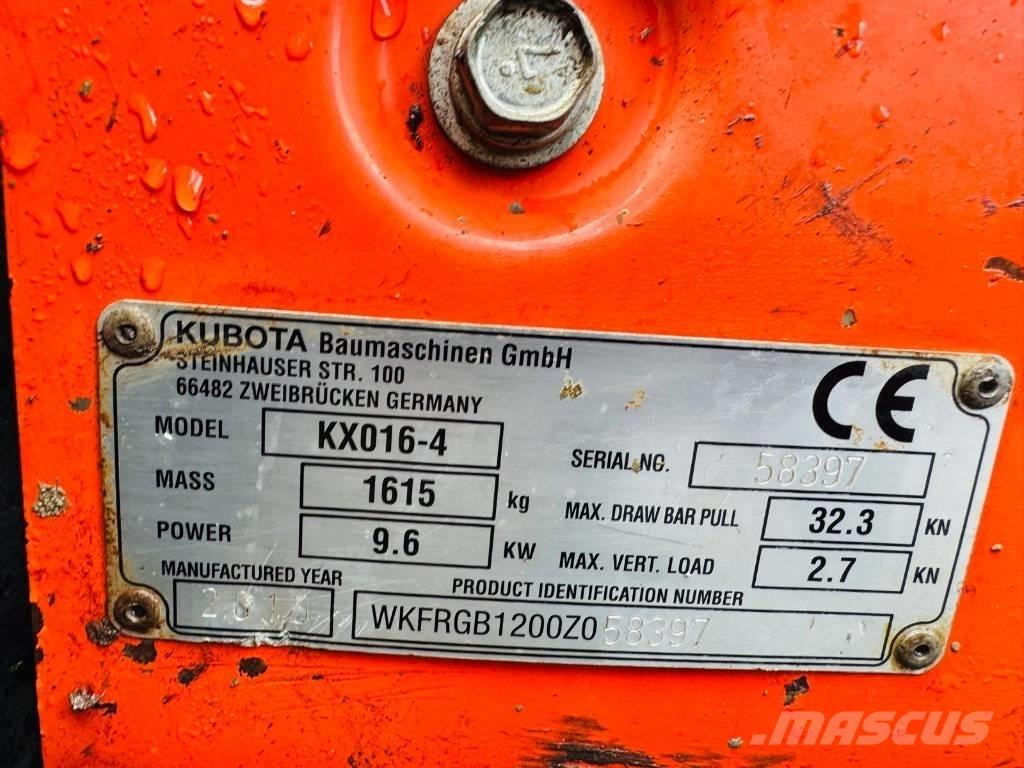 7
KUBOTA Baumaschinen GmbH
STEINHAUSER STR. 100
66482 ZWEIBRÜCKEN GERMANY
CE
MODEL KX016-4
SERIAL NO. 58397
MASS 1615 kg
MAX. DRAW BAR PULL 32.3 KN
POWER 9.6 KW
MAX. VERT. LOAD 2.7 KN
MANUFACTURED YEAR
PRODUCT IDENTIFICATION NUMBER
WKFRGB1200Z058397
MASCUS